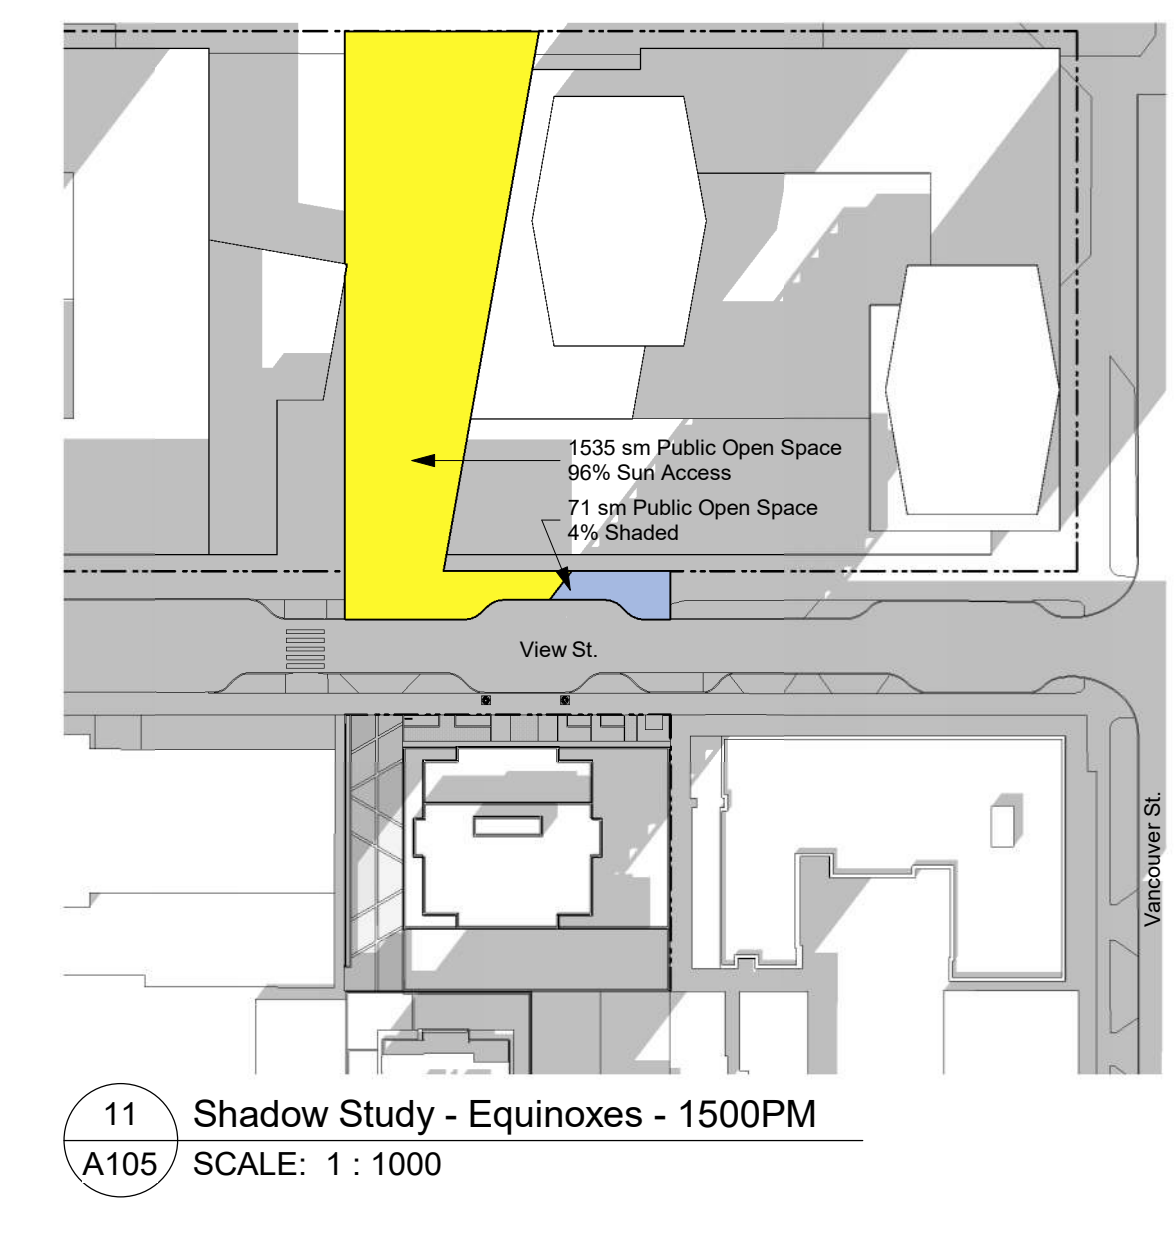 1535 sm Public Open Space
96% Sun Access
71 sm Public Open Space
4% Shaded
View St.
Vancouver St.
11
A105
Shadow Study - Equinoxes - 1500PM
SCALE: 1 : 1000